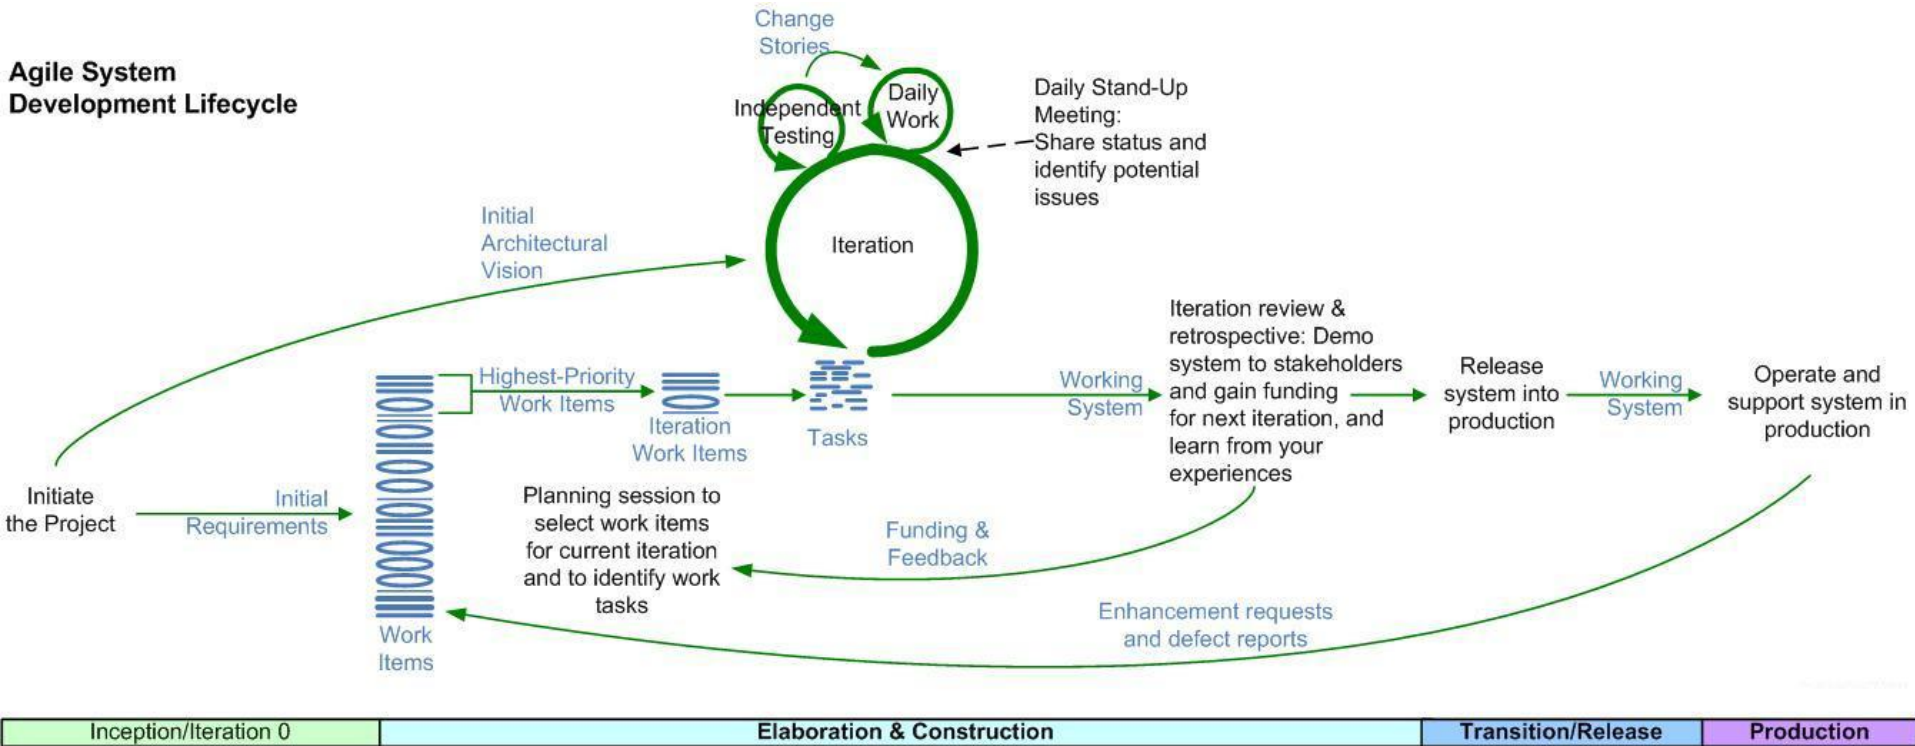 Agile System
Development Lifecycle
Change
Stories
Independent
Testing
Daily
Work
Daily Stand-Up
Meeting:
Share status and
identify potential
issues
Initial
Architectural
Vision
Iteration
Highest-Priority
Work Items
Iteration
Work Items
Tasks
Working
System
Iteration review &
retrospective: Demo
system to stakeholders
and gain funding
for next iteration, and
learn from your
experiences
Release
system into
production
Working
System
Operate and
support system in
production
Initiate
the Project
Initial
Requirements
Planning session to
select work items
for current iteration
and to identify work
tasks
Funding &
Feedback
Enhancement requests
and defect reports
Work
Items
Inception/Iteration 0
Elaboration & Construction
Transition/Release
Production